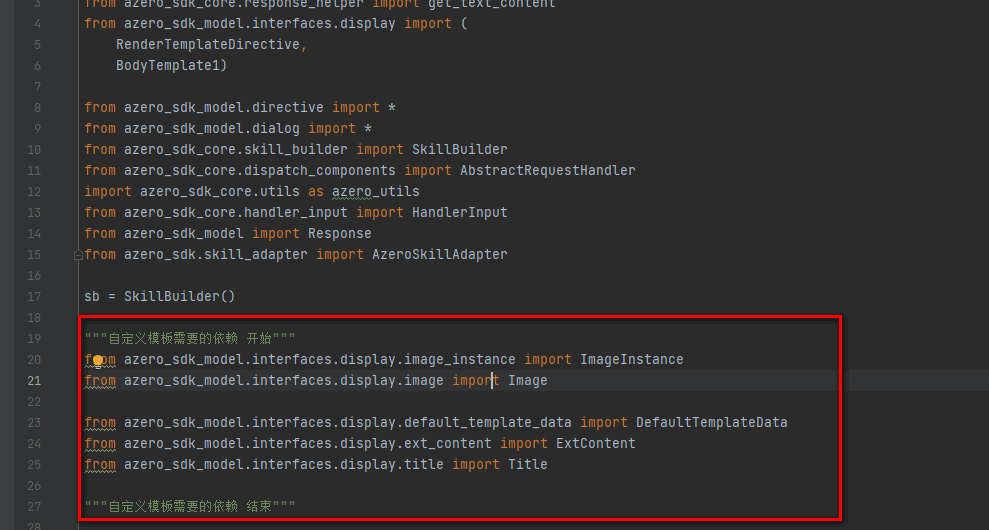 3 from azero_sdk_core.response_helper import get_text_content
4 from azero_sdk_model.interfaces.display import (
5 RenderTemplateDirective,
6 BodyTemplate1)
7
8 from azero_sdk_model.directive import *
9 from azero_sdk_model.dialog import *
10 from azero_sdk_core.skill_builder import SkillBuilder
11 from azero_sdk_core.dispatch_components import AbstractRequestHandler
12 import azero_sdk_core.utils as azero_utils
13 from azero_sdk_core.handler_input import HandlerInput
14 from azero_sdk_model import Response
15 from azero_sdk.skill_adapter import AzeroSkillAdapter
16
17 sb = SkillBuilder()
18
19 """自定义模板需要的依赖 开始"""
20 from azero_sdk_model.interfaces.display.image_instance import ImageInstance
21 from azero_sdk_model.interfaces.display.image import Image
22
23 from azero_sdk_model.interfaces.display.default_template_data import DefaultTemplateData
24 from azero_sdk_model.interfaces.display.ext_content import ExtContent
25 from azero_sdk_model.interfaces.display.title import Title
26
27 """自定义模板需要的依赖 结束"""
28